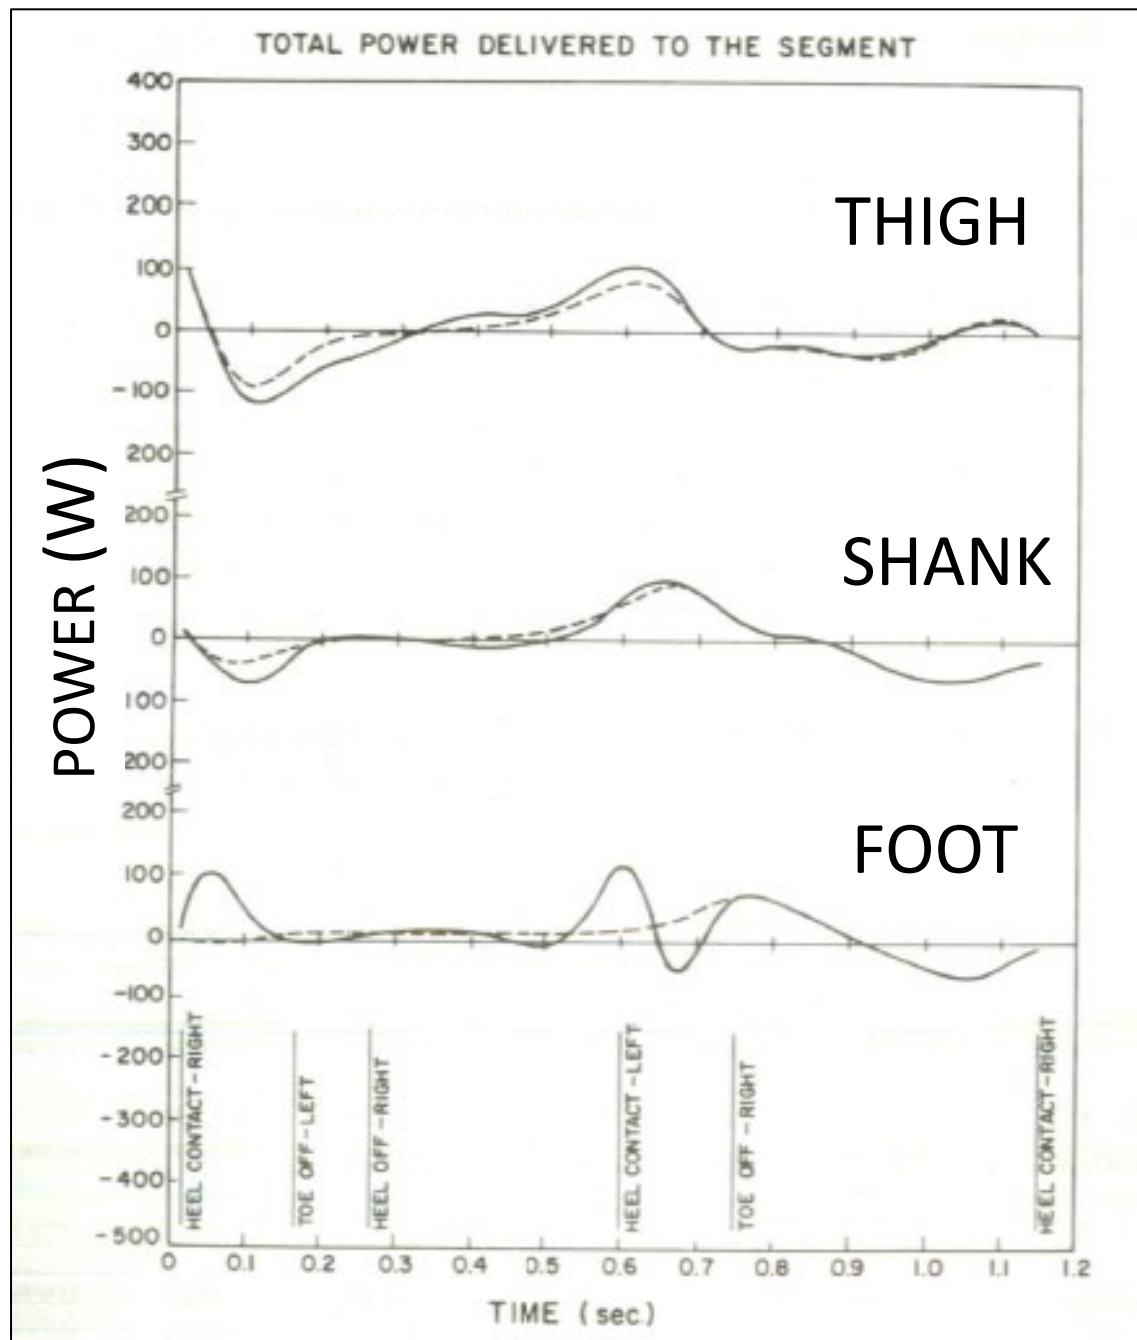 TOTAL POWER DELIVERED TO THE SEGMENT
400
300
200
THIGH
100
0
-100
200
POWER (W)
200
SHANK
100
0
100
200
200
FOOT
100
0
-100
-200
-300
-400
-500
HEEL CONTACT-RIGHT
TOE OFF-LEFT
HEEL OFF-RIGHT
HEEL CONTACT-LEFT
TOE OFF-RIGHT
HEEL CONTACT-RIGHT
0 0.1 0.2 0.3 0.4 0.5 0.6 0.7 0.8 0.9 1.0 1.1 1.2
TIME (sec.)